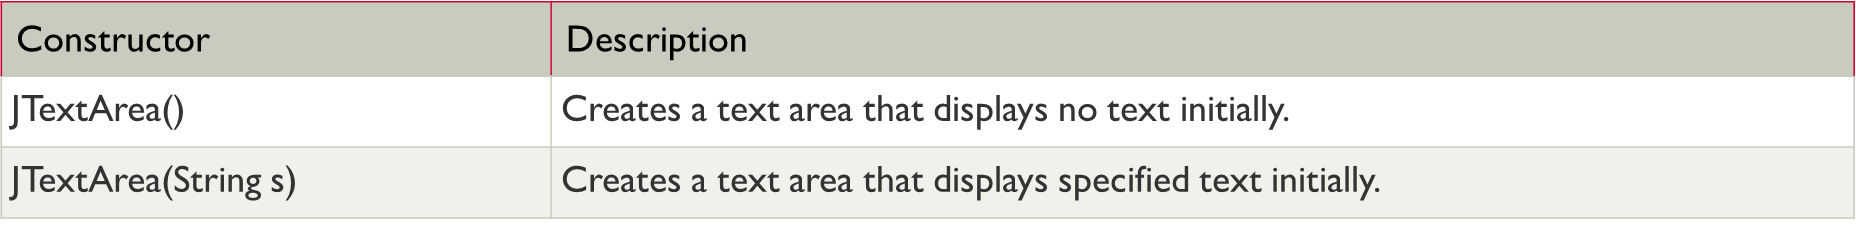 Constructor Description
JTextArea() Creates a text area that displays no text initially.
JTextArea(String s) Creates a text area that displays specified text initially.